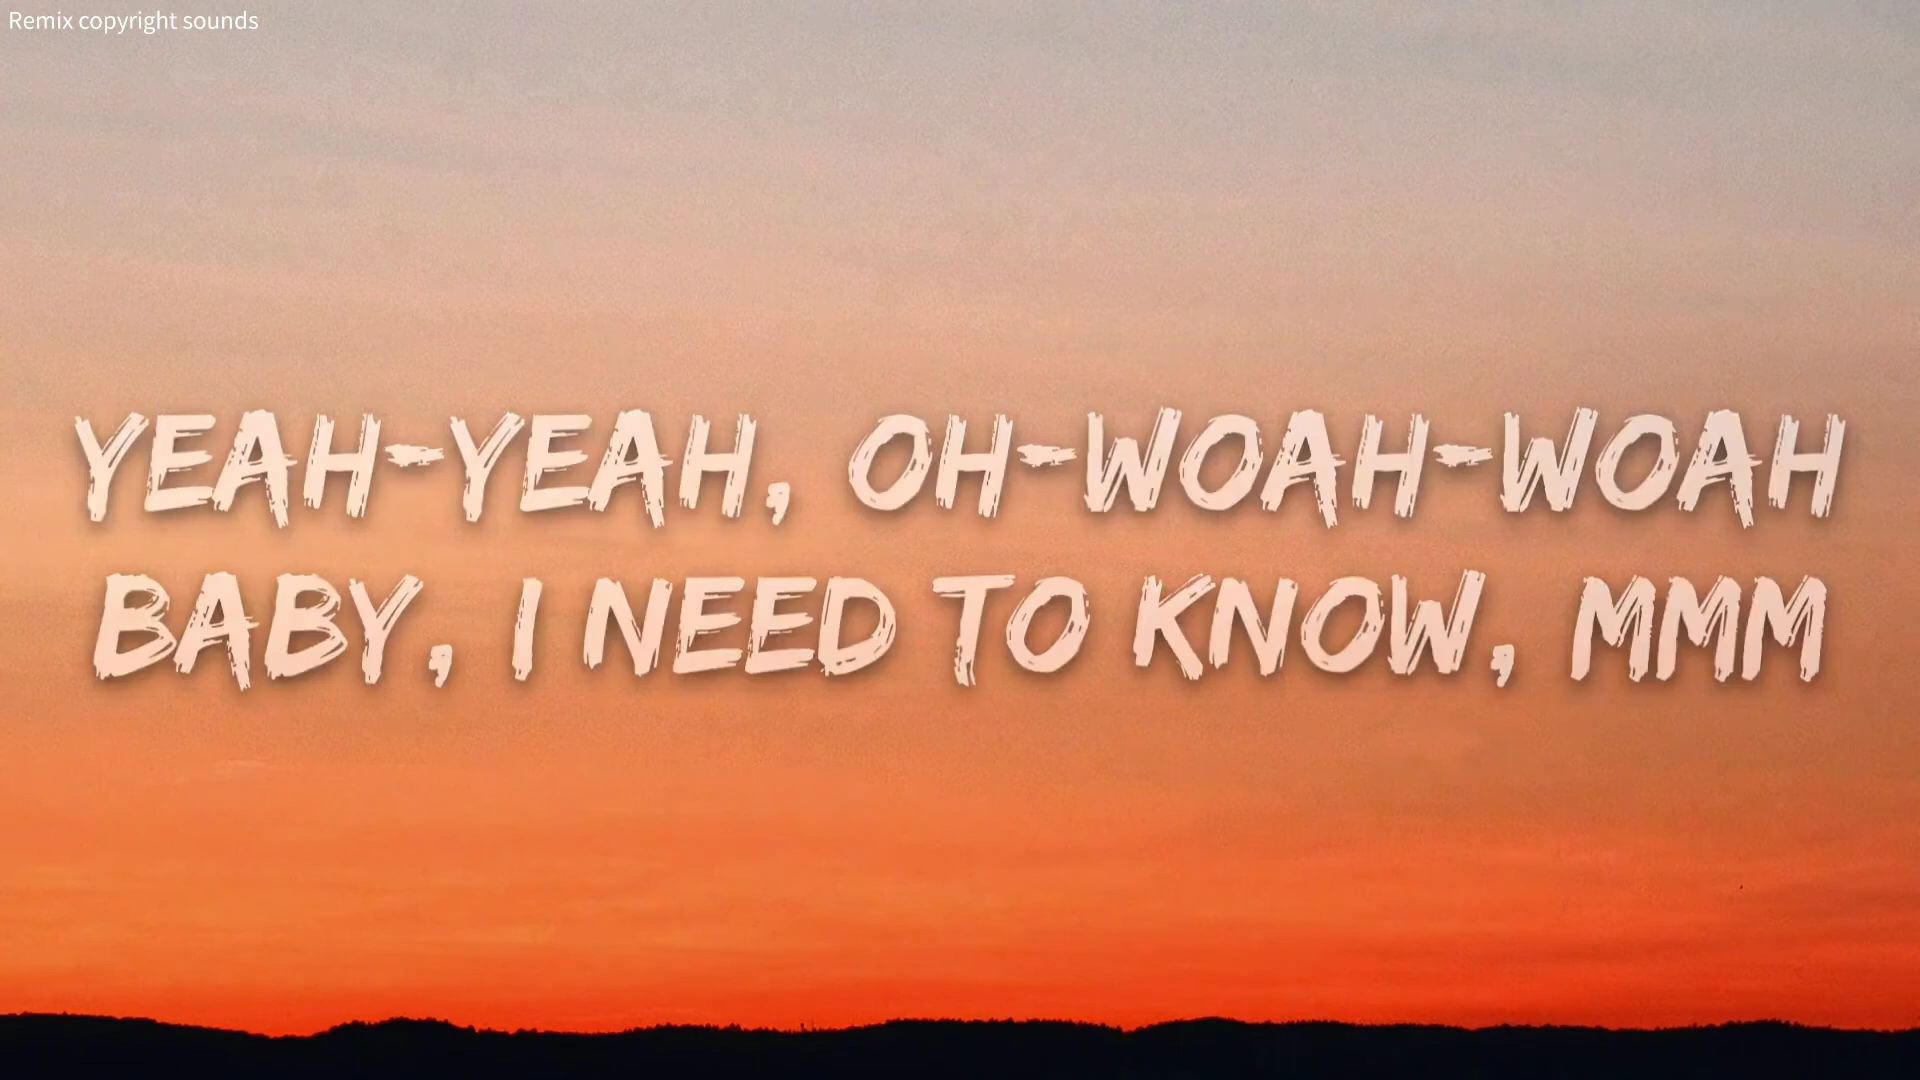 Remix copyright sounds
YEAH-YEAH, OH-WOAH-WOAH
BABY, I NEED TO KNOW, MMM